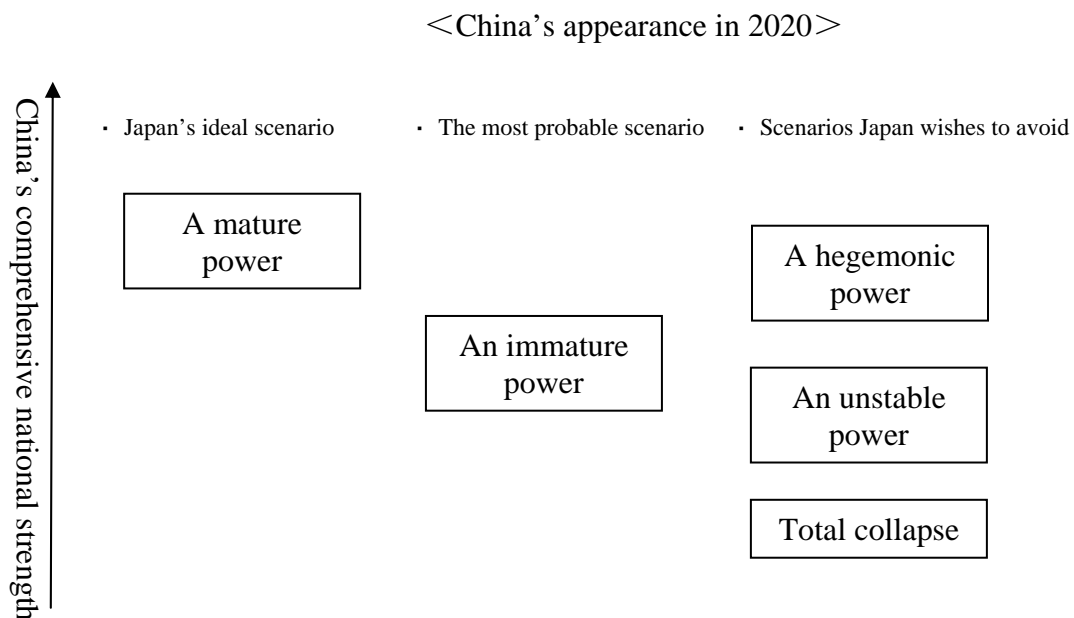 ＜China’s appearance in 2020＞
China’s comprehensive national strength
・ Japan’s ideal scenario
・ The most probable scenario
・ Scenarios Japan wishes to avoid
A mature
power
A hegemonic
power
An immature
power
An unstable
power
Total collapse